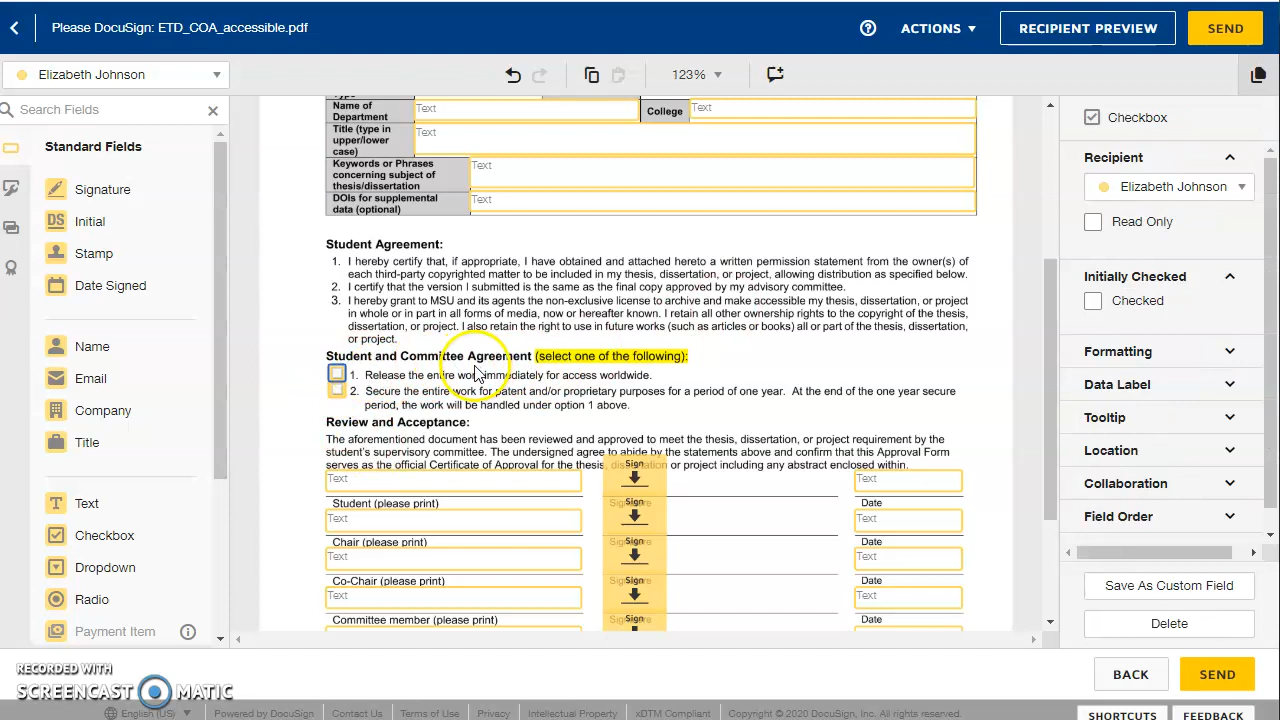 Please DocuSign: ETD_COA_accessible.pdf
ACTIONS
RECIPIENT PREVIEW
SEND
Elizabeth Johnson
123%
Search Fields
Standard Fields
Signature
DS Initial
Stamp
Date Signed
Name
Email
Company
Title
T Text
Checkbox
Dropdown
Radio
Payment Item
Type
Name of Department
Text
College
Text
Title (type in
upper/lower
case)
Text
Keywords or Phrases
concerning subject of
thesis/dissertation
Text
DOIs for supplemental
data (optional)
Text
Student Agreement:
1. I hereby certify that, if appropriate, I have obtained and attached hereto a written permission statement from the owner(s) of
each third-party copyrighted matter to be included in my thesis, dissertation, or project, allowing distribution as specified below.
2. I certify that the version I submitted is the same as the final copy approved by my advisory committee.
3. I hereby grant to MSU and its agents the non-exclusive license to archive and make accessible my thesis, dissertation, or project
in whole or in part in all forms of media, now or hereafter known. I retain all other ownership rights to the copyright of the thesis,
dissertation, or project. I also retain the right to use in future works (such as articles or books) all or part of the thesis, dissertation,
or project.
Student and Committee Agreement (select one of the following):
1. Release the entire work immediately for access worldwide.
2. Secure the entire work for patent and/or proprietary purposes for a period of one year. At the end of the one year secure
period, the work will be handled under option 1 above.
Review and Acceptance:
The aforementioned document has been reviewed and approved to meet the thesis, dissertation, or project requirement by the
student's supervisory committee. The undersigned agree to abide by the statements above and confirm that this Approval Form
serves as the official Certificate of Approval for the thesis, dissertation or project including any abstract enclosed within.
Text
Sign
Text
Student (please print)
Signature
Date
Text
Sign
Text
Chair (please print)
Signature
Date
Text
Sign
Text
Co-Chair (please print)
Signature
Date
Text
Sign
Text
Committee member (please print)
Signature
Date
Sign
Checkbox
Recipient
Elizabeth Johnson
Read Only
Initially Checked
Checked
Formatting
Data Label
Tooltip
Location
Collaboration
Field Order
Save As Custom Field
Delete
BACK
SEND
RECORDED WITH
SCREENCAST MATIC
English (US)
Powered by DocuSign
Contact Us
Terms of Use
Privacy
Intellectual Property
xDTM Compliant
Copyright © 2020 DocuSign, Inc. All rights reserved.
SHORTCUTS
FEEDBACK